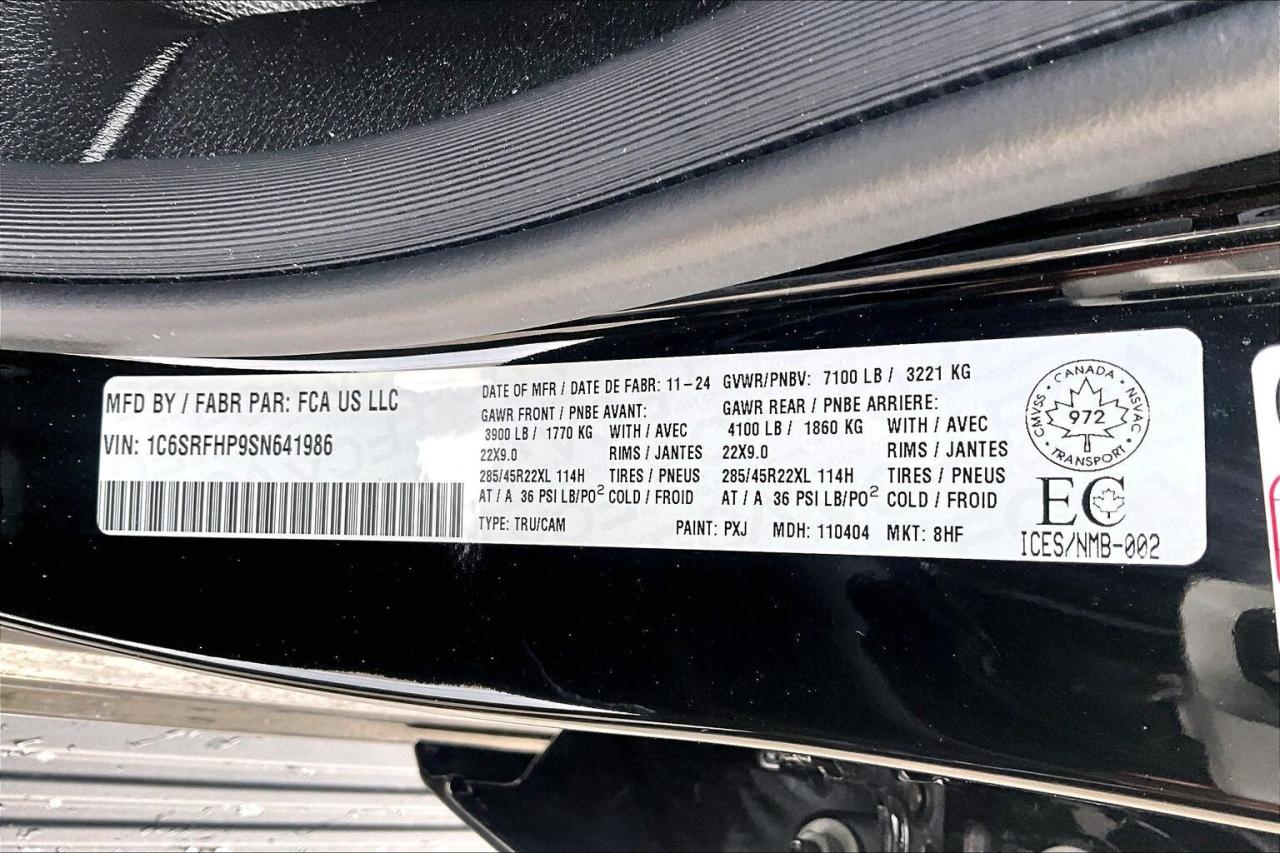 MFD BY / FABR PAR: FCA US LLC
VIN: 1C6SRFHP9SN641986
DATE OF MFR / DATE DE FABR: 11-24 GVWR/PNBV: 7100 LB / 3221 KG
GAWR FRONT / PNBE AVANT: GAWR REAR / PNBE ARRIERE:
3900 LB / 1770 KG WITH / AVEC 4100 LB / 1860 KG WITH / AVEC
22X9.0 RIMS / JANTES 22X9.0 RIMS / JANTES
285/45R22XL 114H TIRES / PNEUS 285/45R22XL 114H TIRES / PNEUS
AT / A 36 PSI LB/PO² COLD / FROID AT / A 36 PSI LB/PO² COLD / FROID
TYPE: TRU/CAM PAINT: PXJ MDH: 110404 MKT: 8HF
CANADA
CMVSS 972 NSVAC
TRANSPORT
EC
ICES/NMB-002